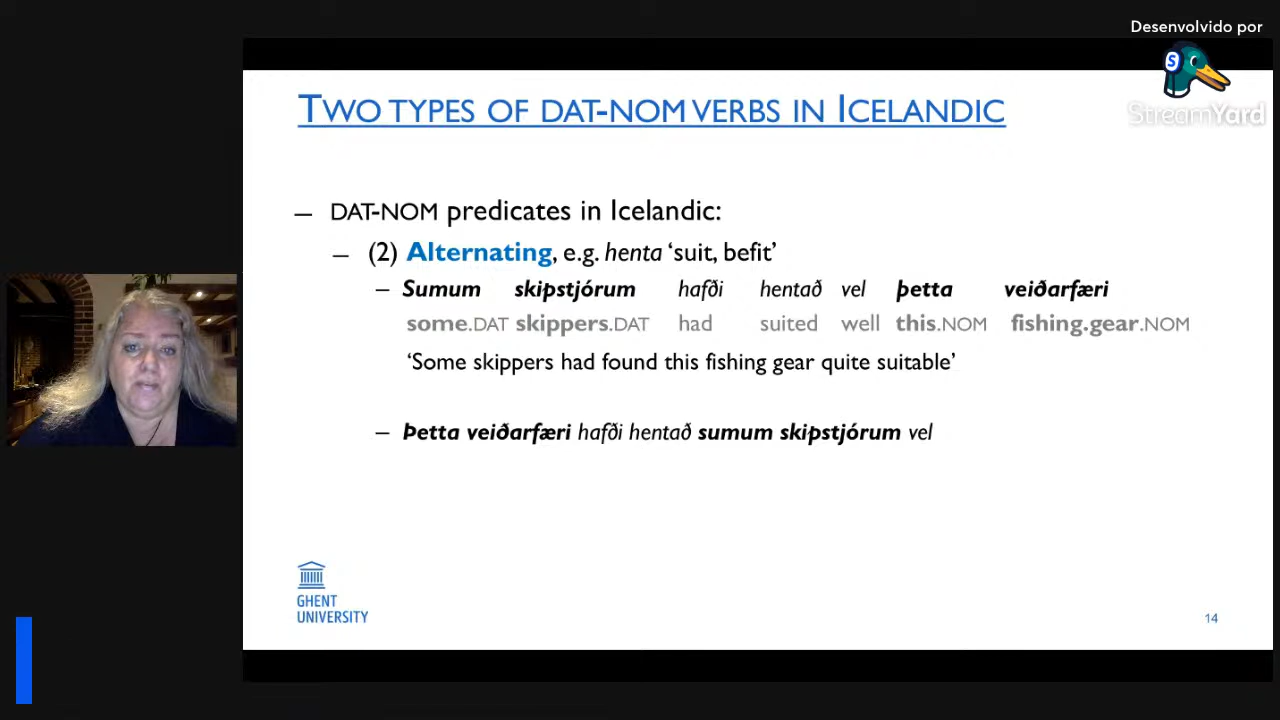 Desenvolvido por
StreamYard
TWO TYPES OF DAT-NOM VERBS IN ICELANDIC
– DAT-NOM predicates in Icelandic:
– (2) Alternating, e.g. henta ‘suit, befit’
– Sumum skipstjórum hafði hentað vel þetta veiðarfæri
some.DAT skippers.DAT had suited well this.NOM fishing.gear.NOM
‘Some skippers had found this fishing gear quite suitable’
– Þetta veiðarfæri hafði hentað sumum skipstjórum vel
GHENT
UNIVERSITY
14